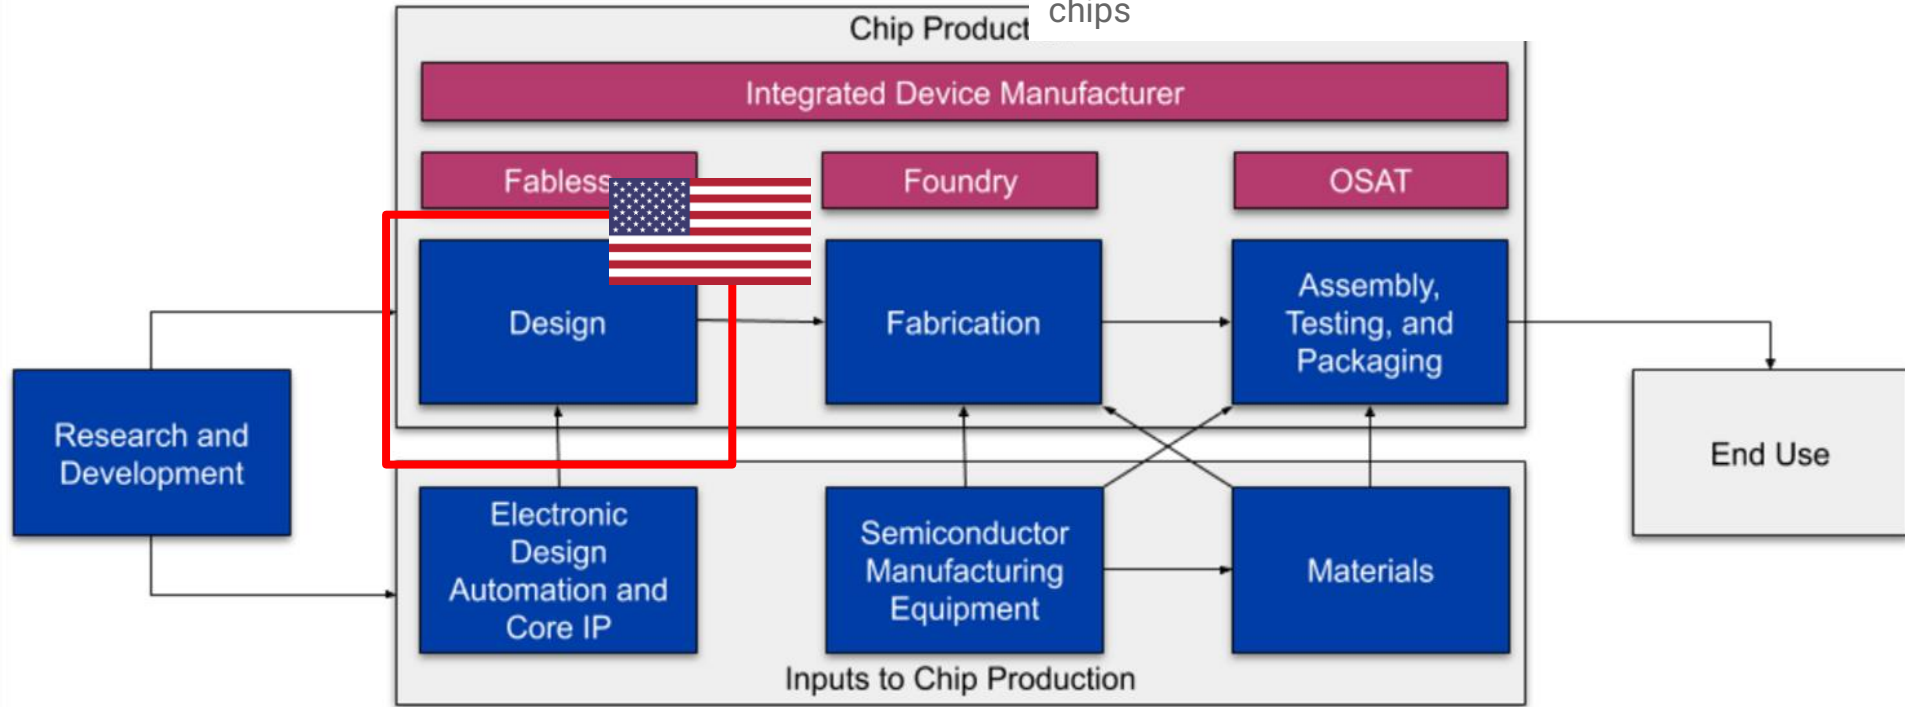 chips
Chip Product
Integrated Device Manufacturer
Fabless
Foundry
OSAT
Design
Fabrication
Assembly,
Testing, and
Packaging
Research and
Development
End Use
Electronic
Design
Automation and
Core IP
Semiconductor
Manufacturing
Equipment
Materials
Inputs to Chip Production